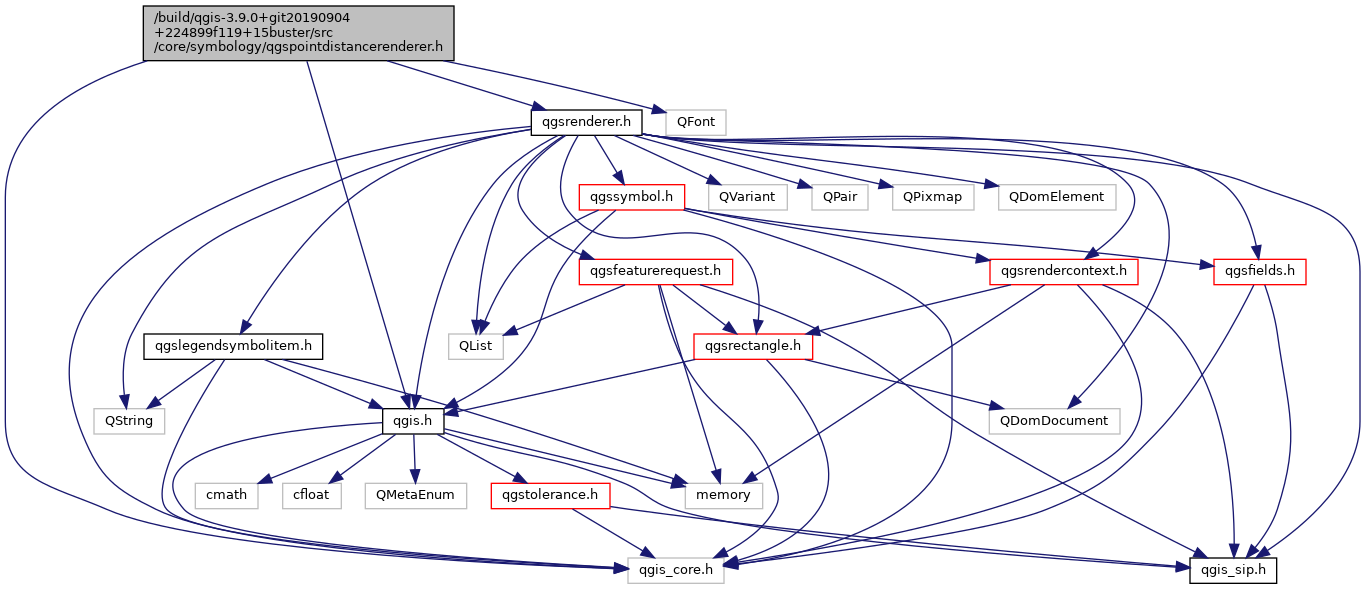 /build/qgis-3.9.0+git20190904
+224899f119+15buster/src
/core/symbology/qgspointdistancerenderer.h
qgsrenderer.h
QFont
qgssymbol.h
QVariant
QPair
QPixmap
QDomElement
qgsfeaturerequest.h
qgsrendercontext.h
qgsfields.h
qgslegendsymbolitem.h
QList
qgsrectangle.h
QString
qgis.h
QDomDocument
cmath
cfloat
QMetaEnum
qgstolerance.h
memory
qgis_core.h
qgis_sip.h